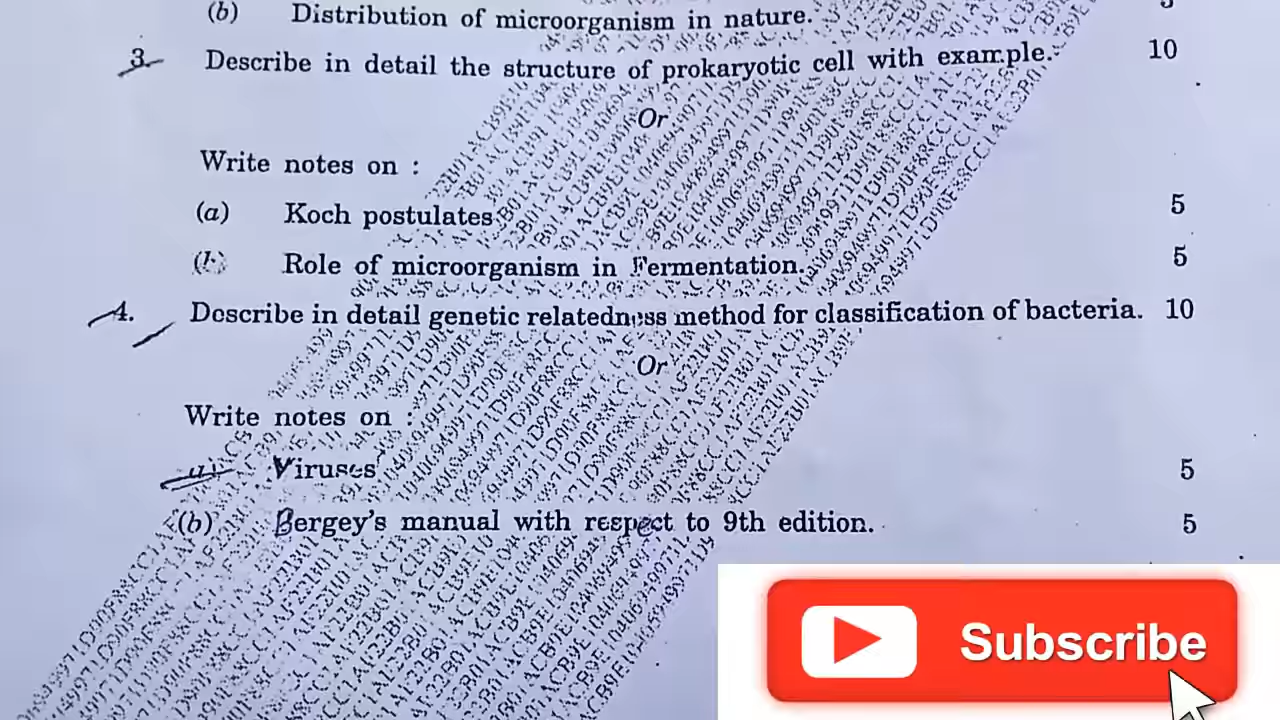 (b) Distribution of microorganism in nature. 5
3. Describe in detail the structure of prokaryotic cell with example. 10
Or
Write notes on :
(a) Koch postulates 5
(b) Role of microorganism in Fermentation. 5
4. Describe in detail genetic relatedness method for classification of bacteria. 10
Or
Write notes on :
(a) Viruses 5
(b) Bergey's manual with respect to 9th edition. 5
Subscribe